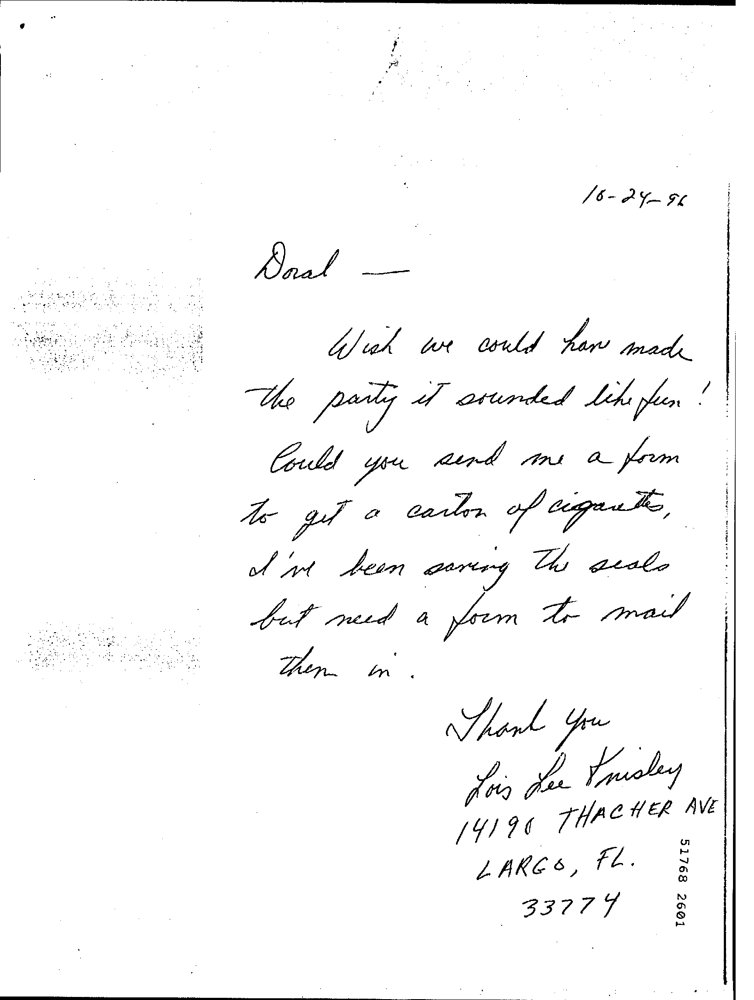 10-24-96
Doral —
Wish we could have made
the party it sounded like fun!
Could you send me a form
to get a carton of cigarettes,
I've been saving the seals
but need a form to mail
them in.
Thank you
Lois Lee Knisley
14190 THACHER AVE
LARGO, FL.
33774
51768 2601